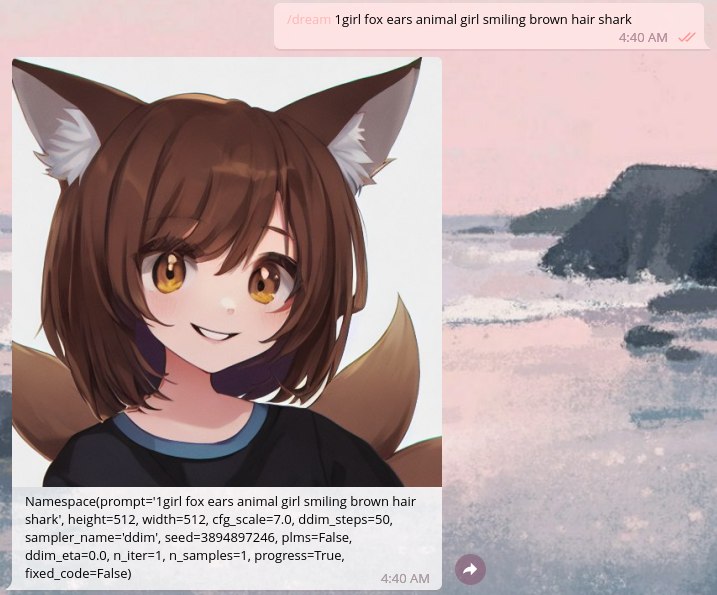 /dream 1girl fox ears animal girl smiling brown hair shark
4:40 AM
Namespace(prompt='1girl fox ears animal girl smiling brown hair
shark', height=512, width=512, cfg_scale=7.0, ddim_steps=50,
sampler_name='ddim', seed=3894897246, plms=False,
ddim_eta=0.0, n_iter=1, n_samples=1, progress=True,
fixed_code=False)
4:40 AM